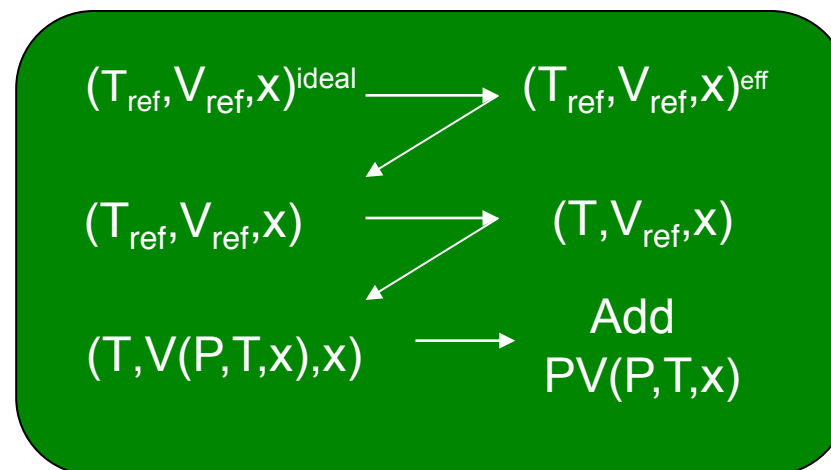 (T_ref,V_ref,x)^ideal (T_ref,V_ref,x)^eff
(T_ref,V_ref,x) (T,V_ref,x)
(T,V(P,T,x),x) Add
PV(P,T,x)